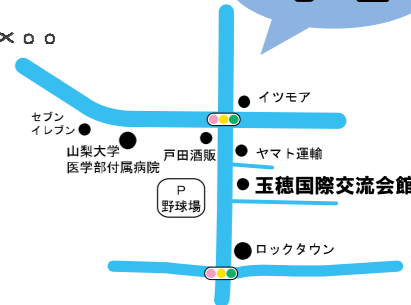 イツモア
セブン
イレブン
山梨大学
医学部付属病院
戸田酒販
ヤマト運輸
P
野球場
玉穂国際交流会館
ロックタウン